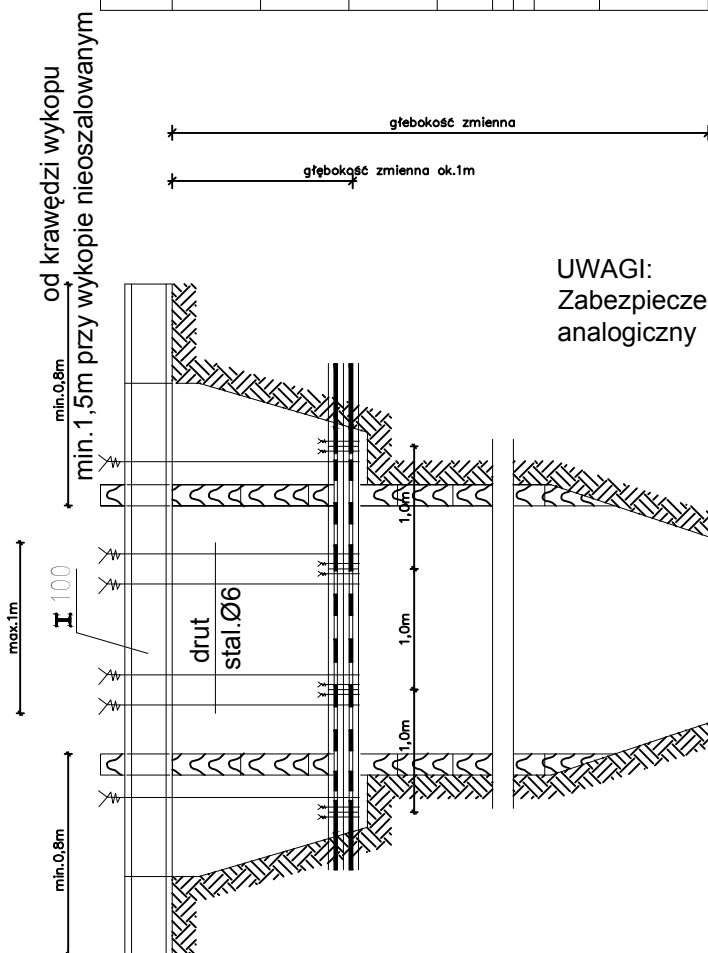 od krawędzi wykopu
min.1,5m przy wykopie nieoszalowanym
głebokość zmienna
głębokość zmienna ok.1m
UWAGI:
Zabezpiecze
analogiczny
min.0,8m
max.1m
I 100
drut
stal.Ø6
1,0m
1,0m
1,0m
min.0,8m